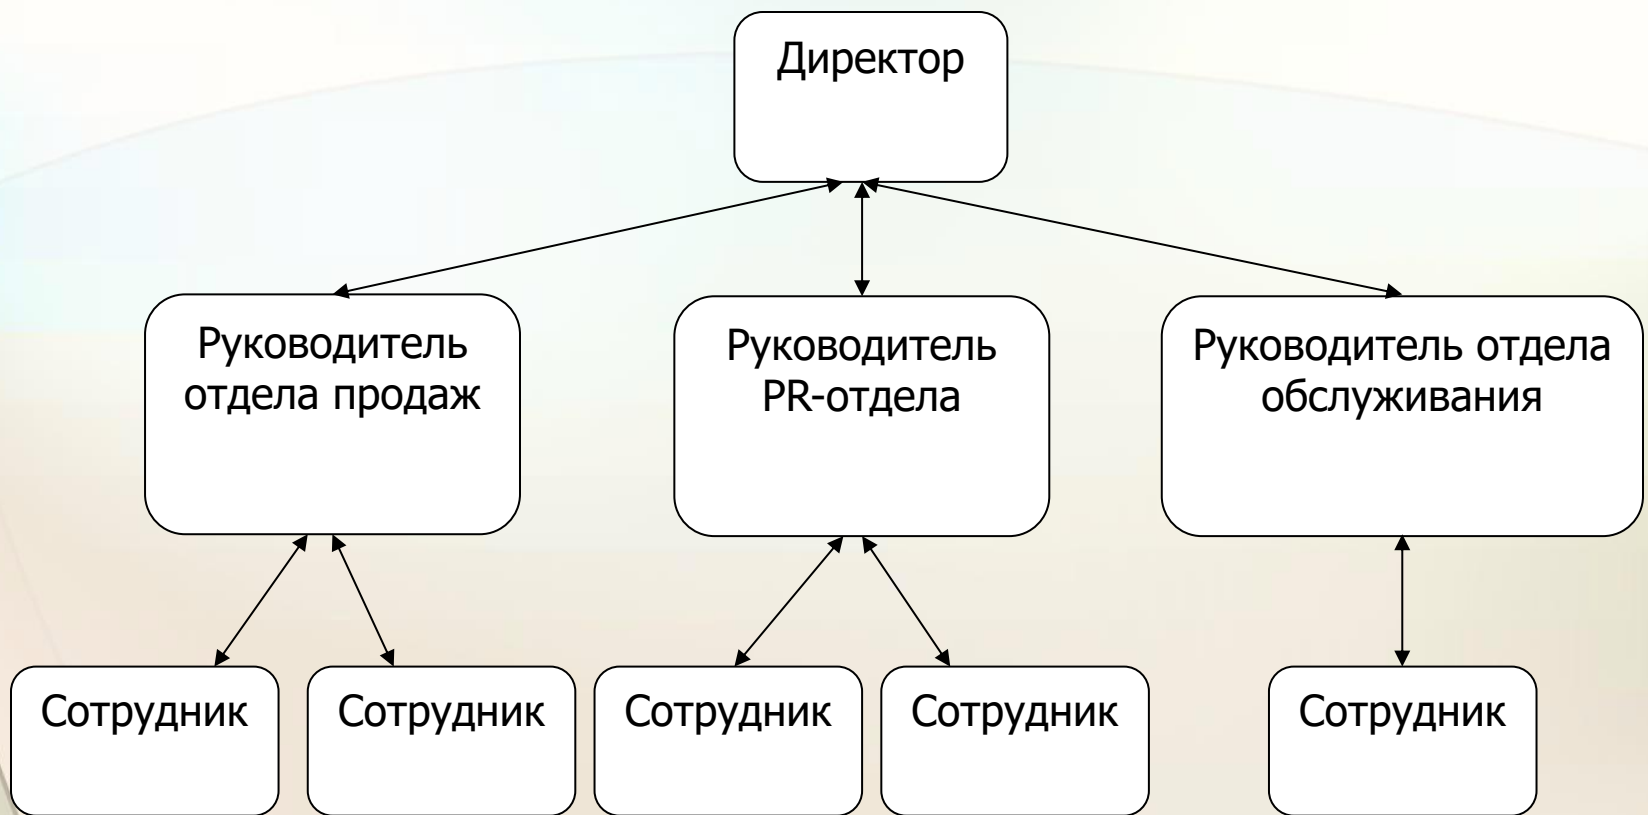 Директор
Руководитель
отдела продаж
Руководитель
PR-отдела
Руководитель отдела
обслуживания
Сотрудник
Сотрудник
Сотрудник
Сотрудник
Сотрудник